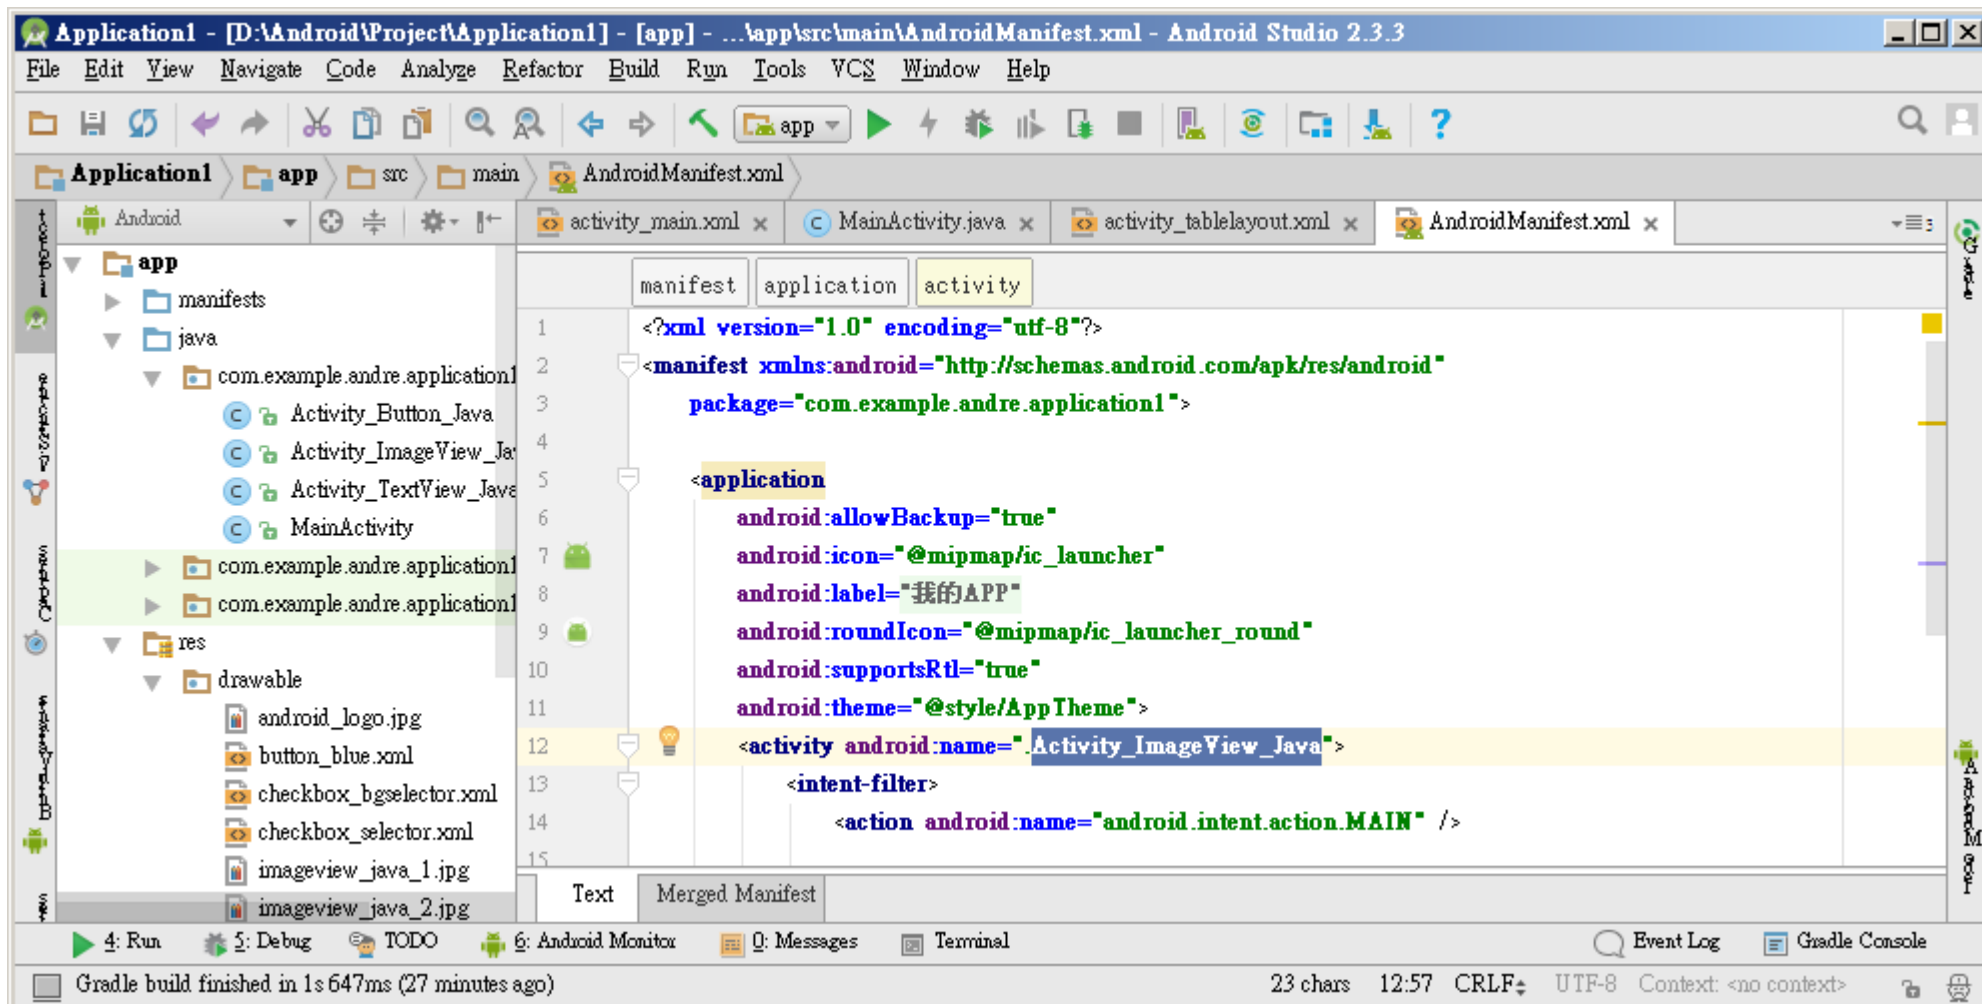 Application1 - [D:\Android\Project\Application1] - [app] - ...\app\src\main\AndroidManifest.xml - Android Studio 2.3.3
File Edit View Navigate Code Analyze Refactor Build Run Tools VCS Window Help
app
Application1 app src main AndroidManifest.xml
Android
activity_main.xml MainActivity.java activity_tablelayout.xml AndroidManifest.xml
app
manifests
java
com.example.andre.application1
Activity_Button_Java
Activity_ImageView_Ja
Activity_TextView_Java
MainActivity
com.example.andre.application1
com.example.andre.application1
res
drawable
android_logo.jpg
button_blue.xml
checkbox_bgselector.xml
checkbox_selector.xml
imageview_java_1.jpg
imageview_java_2.jpg
manifest application activity
1 <?xml version="1.0" encoding="utf-8"?>
2 <manifest xmlns:android="http://schemas.android.com/apk/res/android"
3 package="com.example.andre.application1">
4
5 <application
6 android:allowBackup="true"
7 android:icon="@mipmap/ic_launcher"
8 android:label="我的APP"
9 android:roundIcon="@mipmap/ic_launcher_round"
10 android:supportsRtl="true"
11 android:theme="@style/AppTheme">
12 <activity android:name=".Activity_ImageView_Java">
13 <intent-filter>
14 <action android:name="android.intent.action.MAIN" />
15
Text Merged Manifest
4: Run 5: Debug TODO 6: Android Monitor 0: Messages Terminal Event Log Gradle Console
Gradle build finished in 1s 647ms (27 minutes ago) 23 chars 12:57 CRLF UTF-8 Context: <no context>